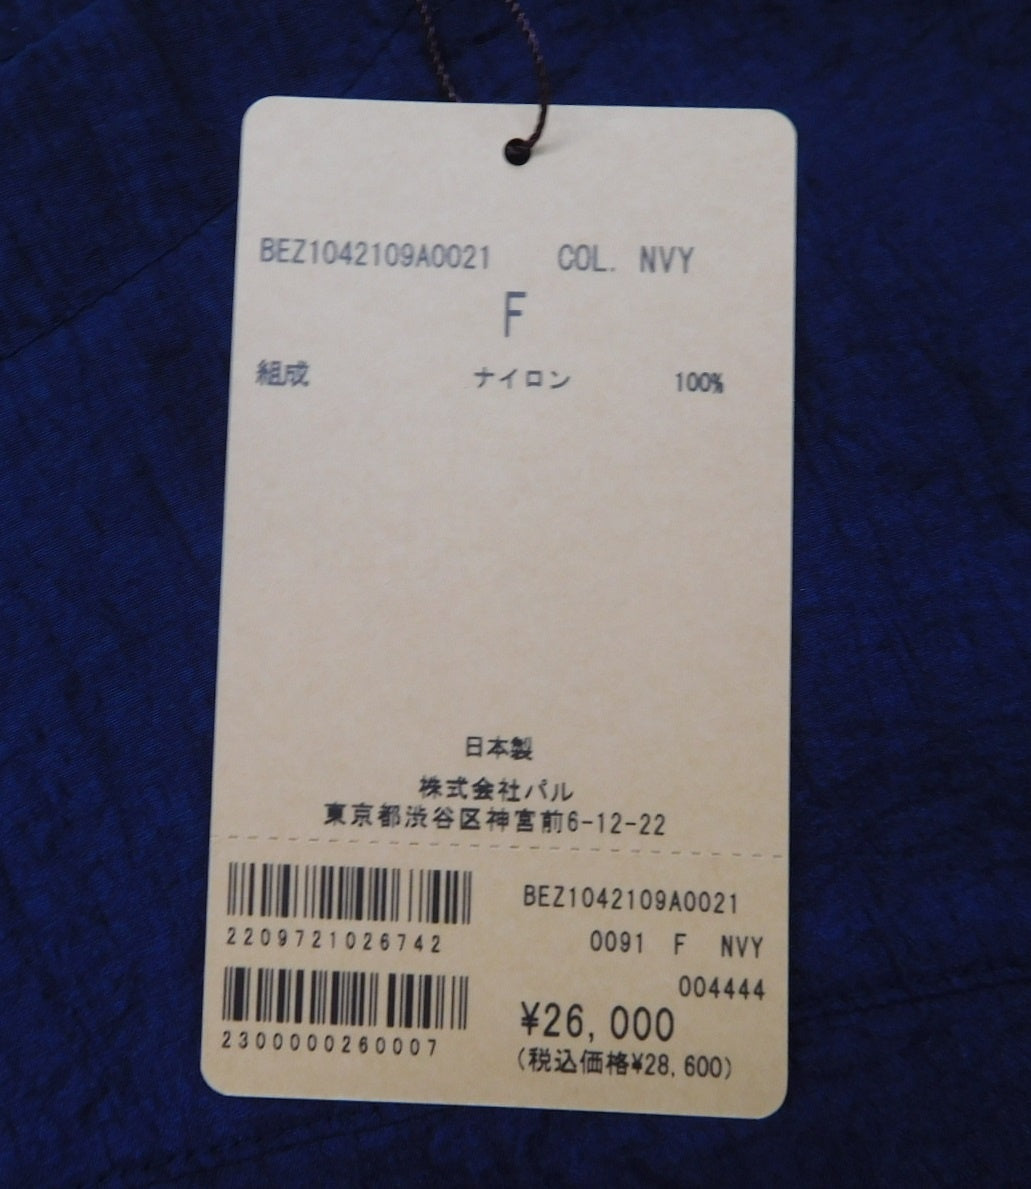 BEZ1042109A0021 COL. NVY
F
組成 ナイロン 100%
日本製
株式会社パル
東京都渋谷区神宮前6-12-22
BEZ1042109A0021
2209721026742
0091 F NVY
004444
¥26,000
2300000260007
(税込価格¥28,600)